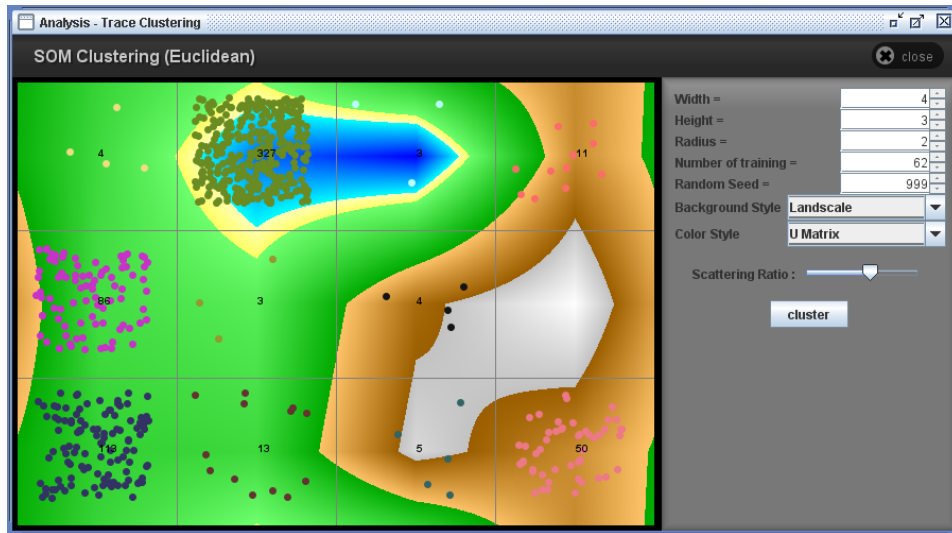 Analysis - Trace Clustering
SOM Clustering (Euclidean)
close
4
327
3
11
86
3
4
113
13
5
50
Width =
4
Height =
3
Radius =
2
Number of training =
62
Random Seed =
999
Background Style
Landscale
Color Style
U Matrix
Scattering Ratio :
cluster